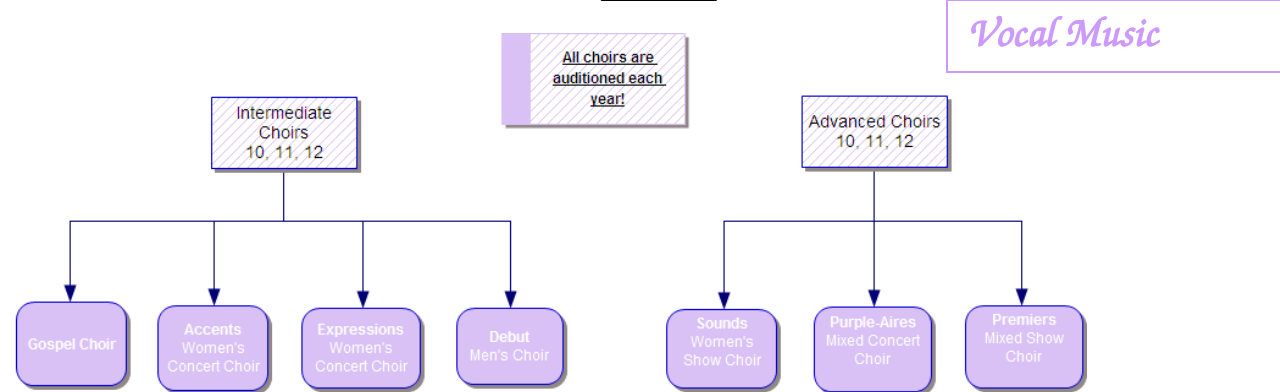 Vocal Music
All choirs are
auditioned each
year!
Intermediate
Choirs
10, 11, 12
Advanced Choirs
10, 11, 12
Gospel Choir
Accents
Women's
Concert Choir
Expressions
Women's
Concert Choir
Debut
Men's Choir
Sounds
Women's
Show Choir
Purple-Aires
Mixed Concert
Choir
Premiers
Mixed Show
Choir